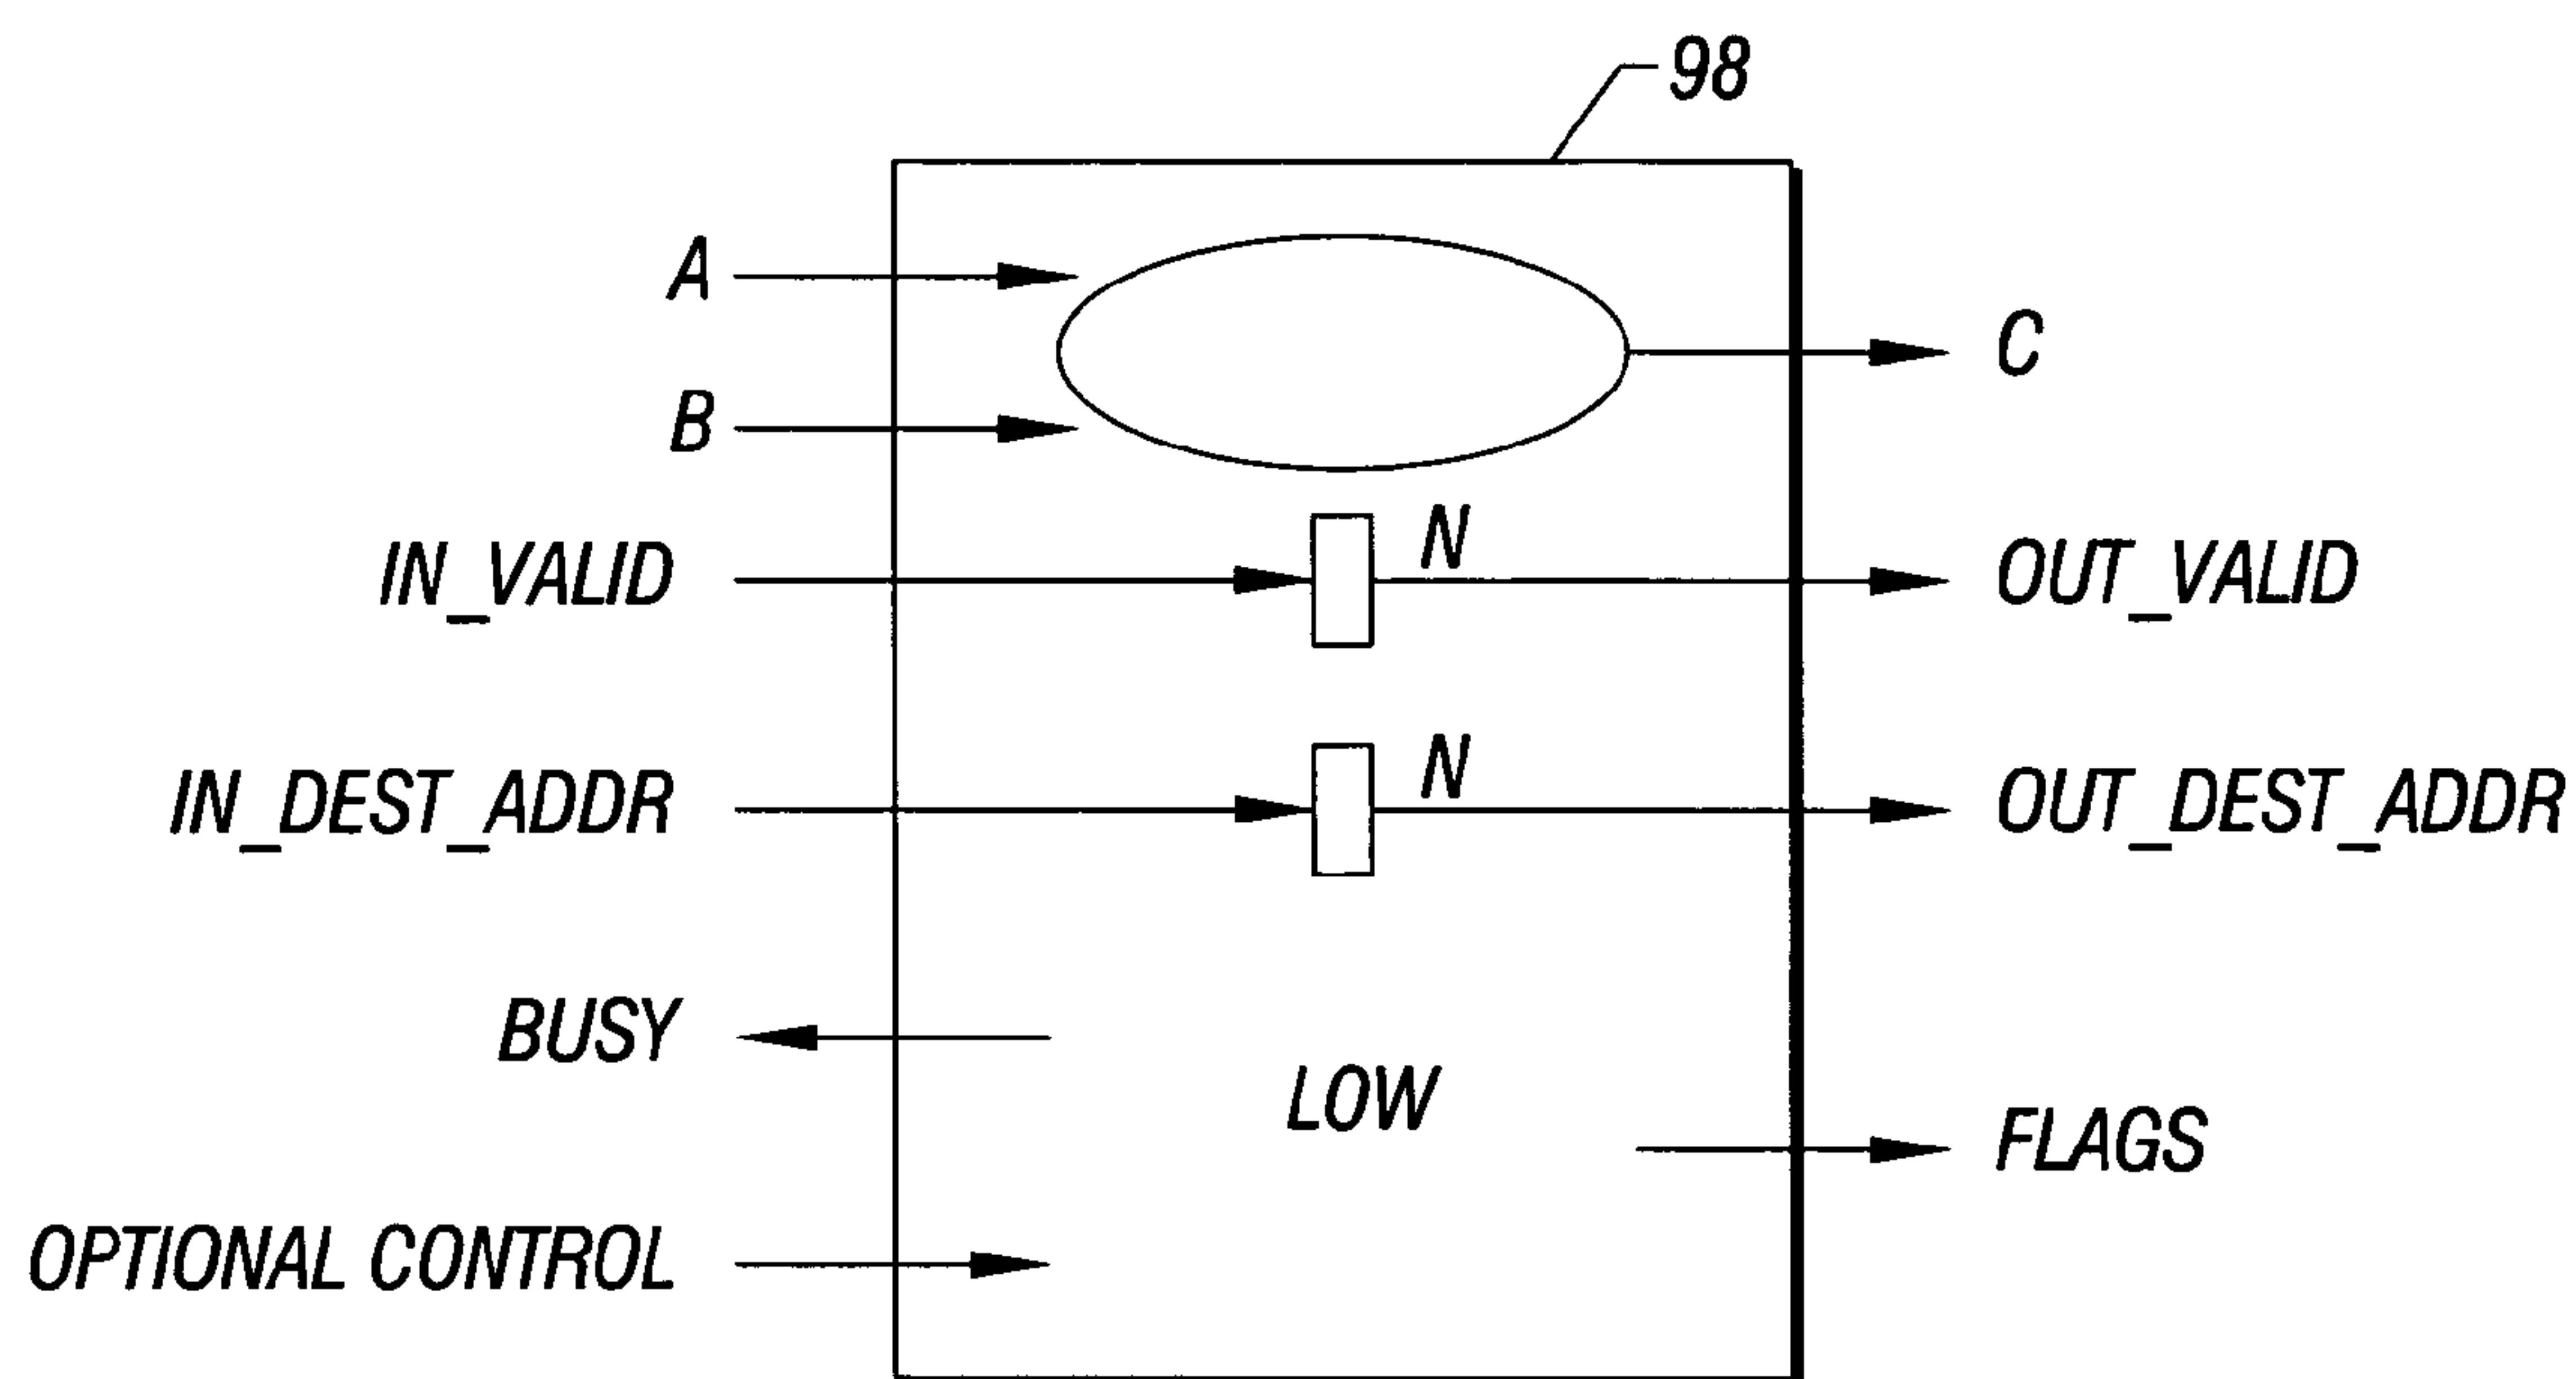 98
A
B
C
IN_VALID
N
OUT_VALID
IN_DEST_ADDR
N
OUT_DEST_ADDR
BUSY
LOW
FLAGS
OPTIONAL CONTROL